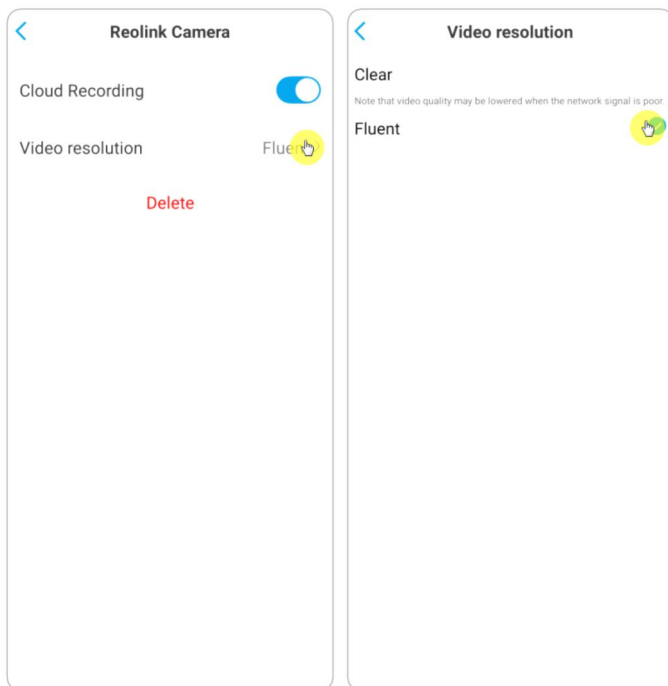 Reolink Camera
Cloud Recording
Video resolution
Delete
Video resolution
Clear
Note that video quality may be lowered when the network signal is poor.
Fluent